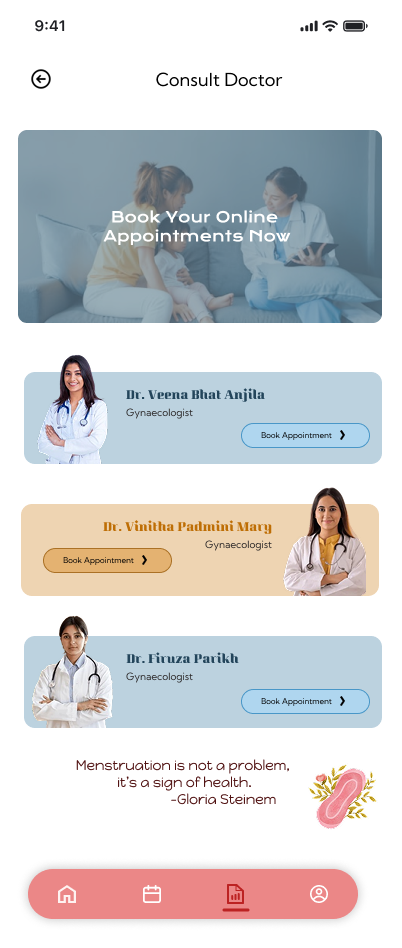 9:41
Consult Doctor
Book Your Online
Appointments Now
Dr. Veena Bhat Anjila
Gynaecologist
Book Appointment ❯
Dr. Vinitha Padmini Mary
Gynaecologist
Book Appointment ❯
Dr. Firuza Parikh
Gynaecologist
Book Appointment ❯
Menstruation is not a problem,
it's a sign of health.
-Gloria Steinem